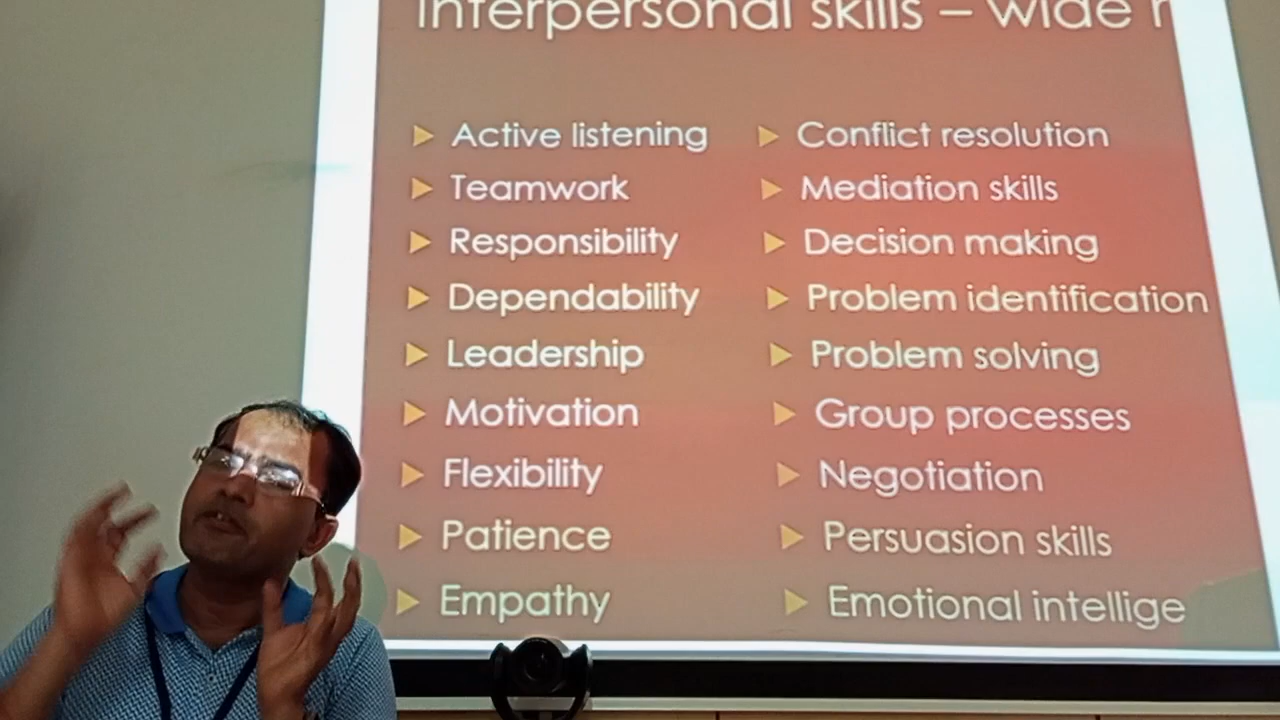 Interpersonal skills – wide
Active listening
Teamwork
Responsibility
Dependability
Leadership
Motivation
Flexibility
Patience
Empathy
Conflict resolution
Mediation skills
Decision making
Problem identification
Problem solving
Group processes
Negotiation
Persuasion skills
Emotional intellige